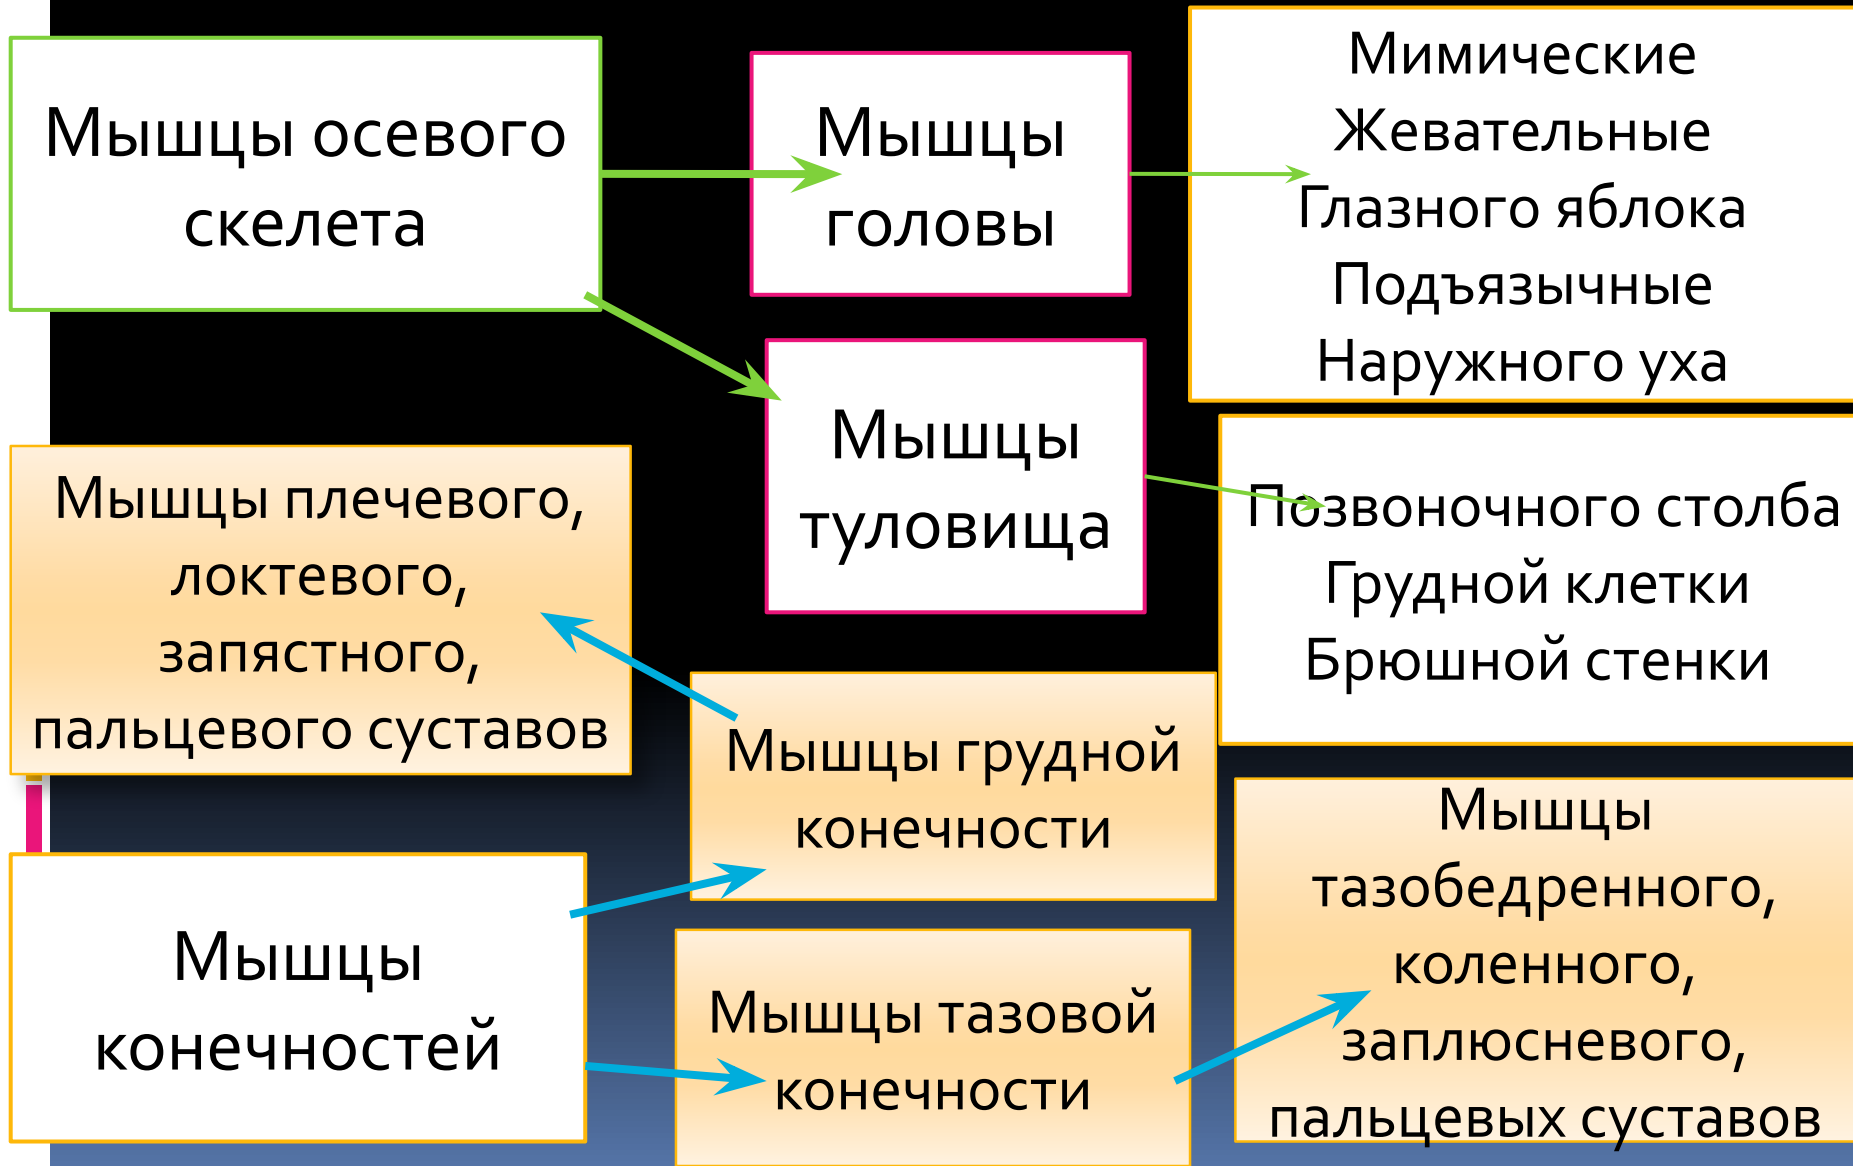 Мышцы осевого
скелета
Мышцы
головы
Мимические
Жевательные
Глазного яблока
Подъязычные
Наружного уха
Мышцы
туловища
Позвоночного столба
Грудной клетки
Брюшной стенки
Мышцы плечевого,
локтевого,
запястного,
пальцевого суставов
Мышцы грудной
конечности
Мышцы
конечностей
Мышцы тазовой
конечности
Мышцы
тазобедренного,
коленного,
заплюсневого,
пальцевых суставов